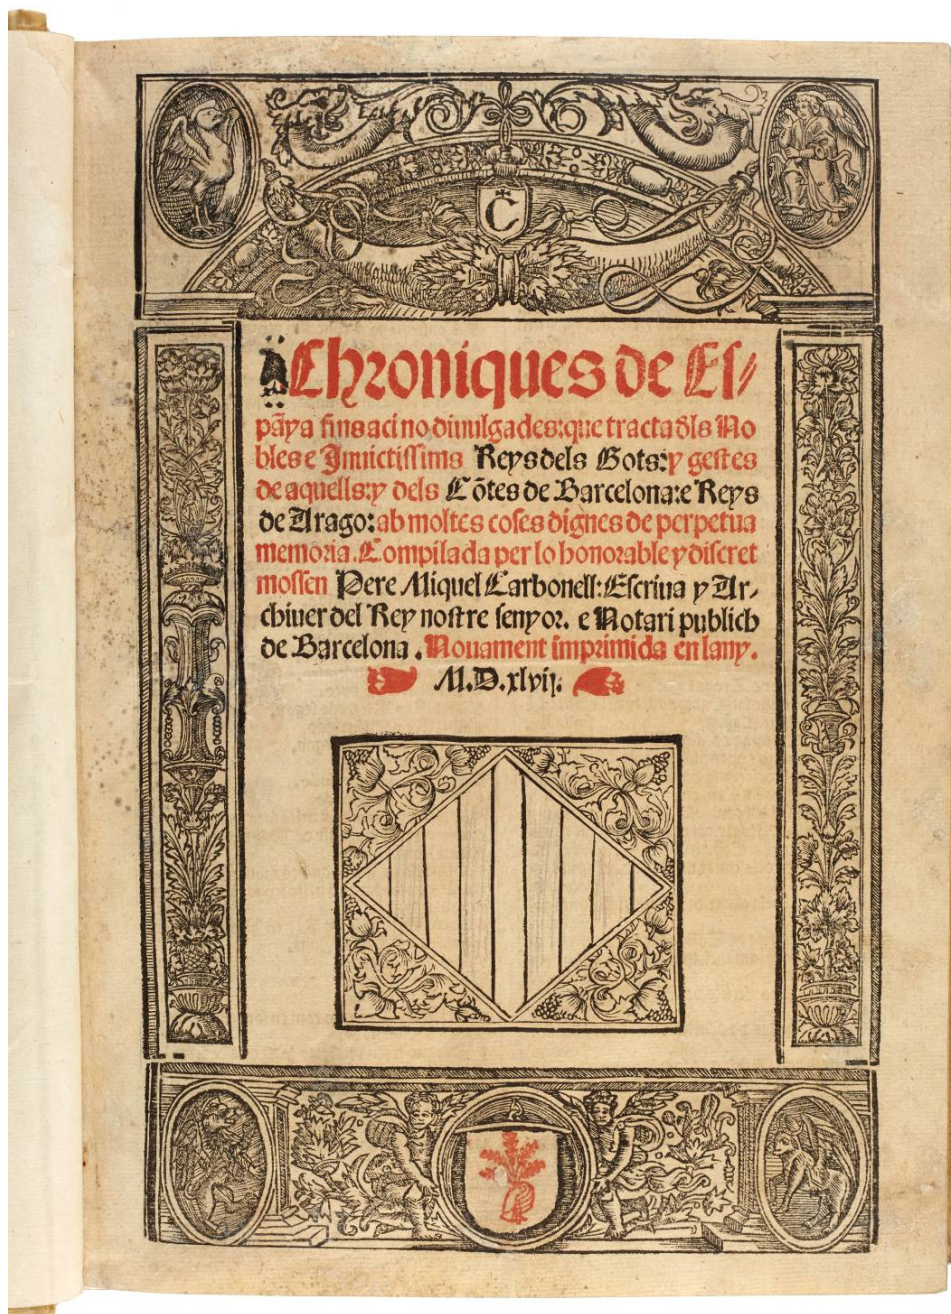 C
Chroniques de Eſ⸗
pãya fins aci no diuulgades: que tracta dls No
bles e Inuictiſſims Reys dels Gots: y geſtes
de aquells: y dels Cõtes de Barcelona: e Reys
de Arago: ab moltes coſes dignes de perpetua
memoria. Compilada per lo honorable y diſcret
moſſen Pere Miquel Carbonell: Eſcriua y Ar⸗
chiuer del Rey noſtre ſenyor. e Notari publich
de Barcelona. Nouament imprimida en lany.
M.D.xlvij.